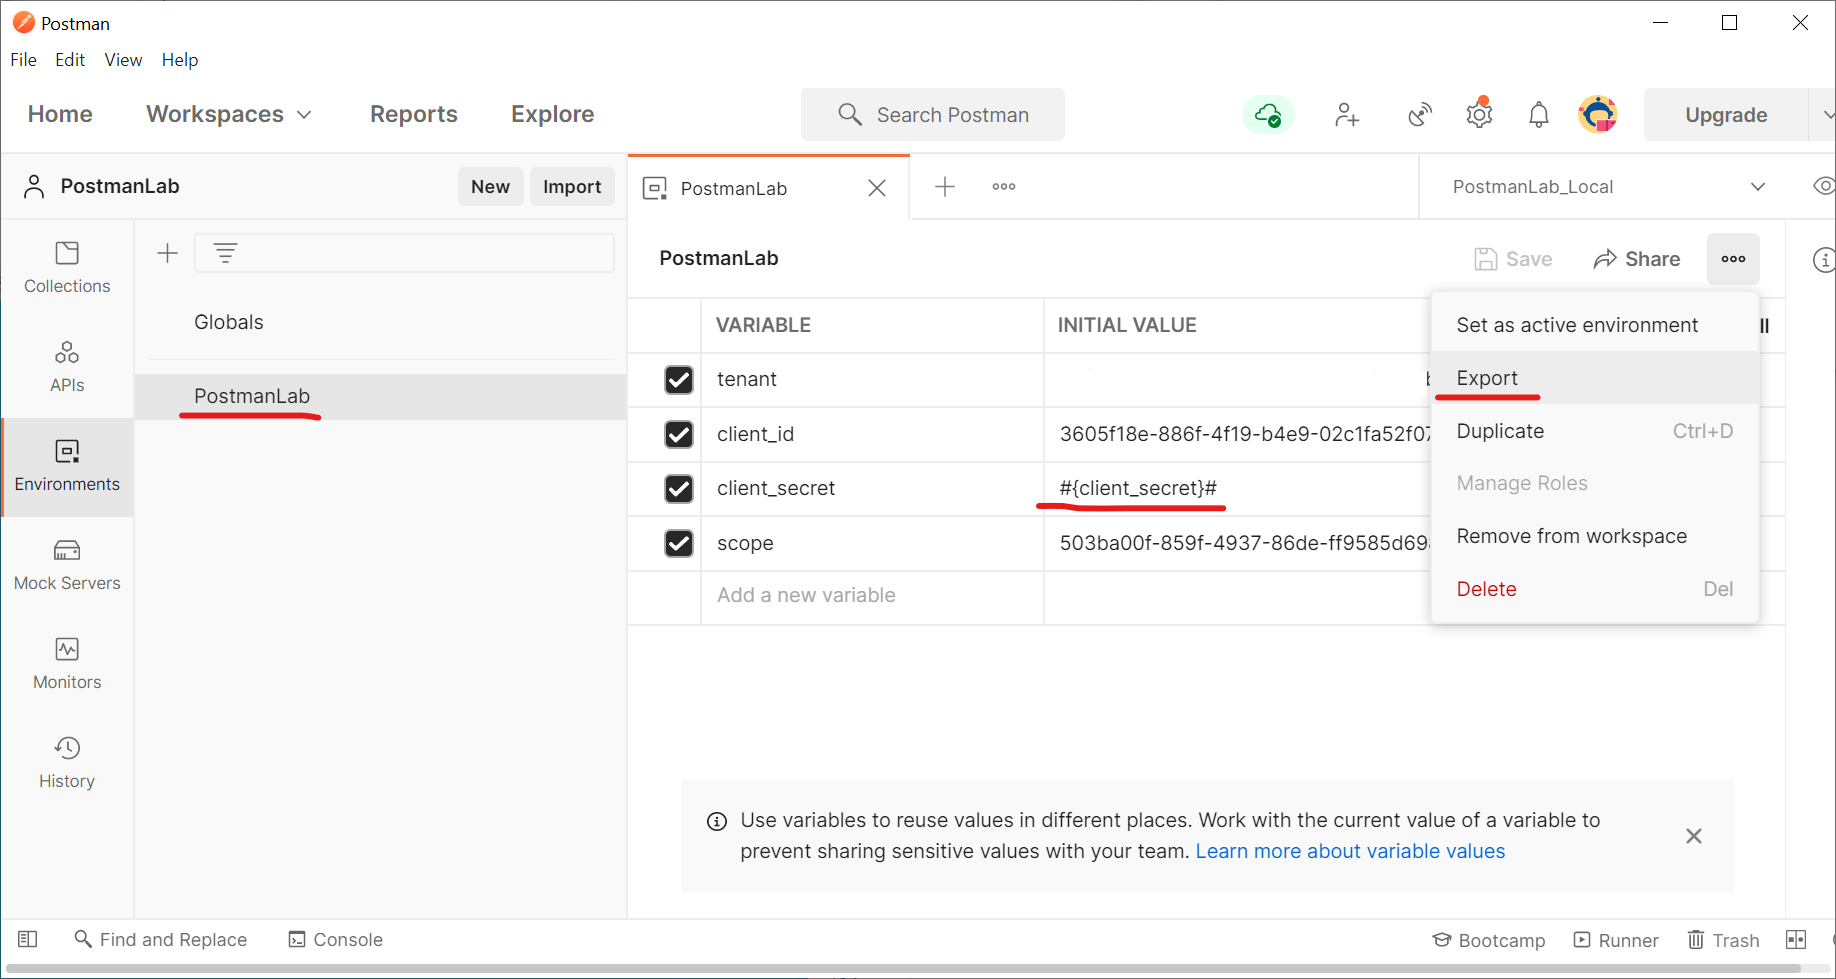 Postman
File Edit View Help
Home Workspaces Reports Explore Search Postman Upgrade
PostmanLab New Import PostmanLab PostmanLab_Local
Collections
APIs
Environments
Mock Servers
Monitors
History
Globals
PostmanLab
PostmanLab Save Share
VARIABLE INITIAL VALUE
tenant
client_id 3605f18e-886f-4f19-b4e9-02c1fa52f07
client_secret #{client_secret}#
scope 503ba00f-859f-4937-86de-ff9585d69
Add a new variable
Set as active environment
Export
Duplicate Ctrl+D
Manage Roles
Remove from workspace
Delete Del
Use variables to reuse values in different places. Work with the current value of a variable to
prevent sharing sensitive values with your team. Learn more about variable values
Find and Replace Console Bootcamp Runner Trash